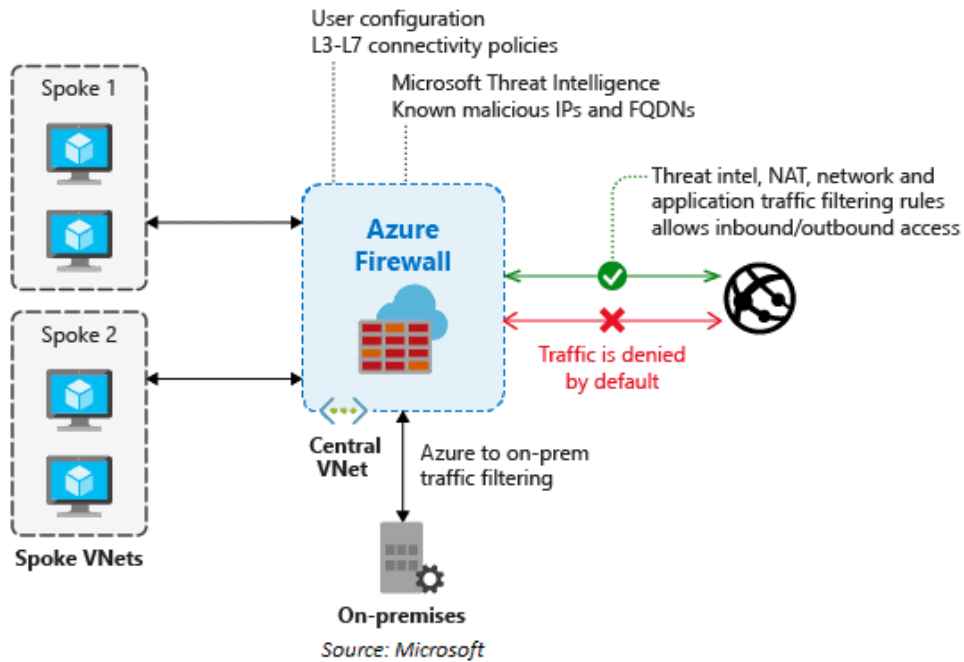 User configuration
L3-L7 connectivity policies
Microsoft Threat Intelligence
Known malicious IPs and FQDNs
Spoke 1
Threat intel, NAT, network and
application traffic filtering rules
allows inbound/outbound access
Azure
Firewall
Traffic is denied
by default
Spoke 2
Central
VNet
Azure to on-prem
traffic filtering
Spoke VNets
On-premises
Source: Microsoft